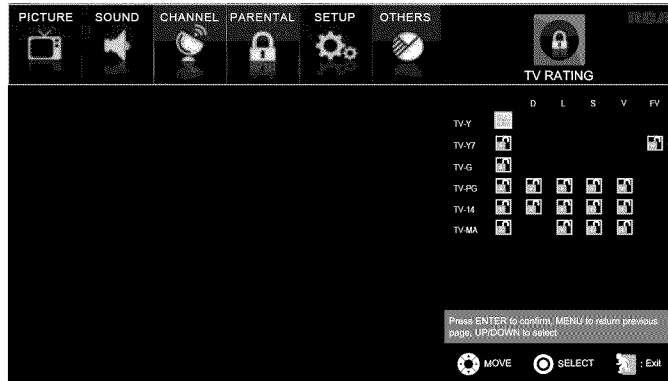 PICTURE SOUND CHANNEL PARENTAL SETUP OTHERS
RCA
TV RATING
D L S V FV
TV-Y
TV-Y7
TV-G
TV-PG
TV-14
TV-MA
Press ENTER to confirm, MENU to return previous
page, UP/DOWN to select
MOVE SELECT : Exit